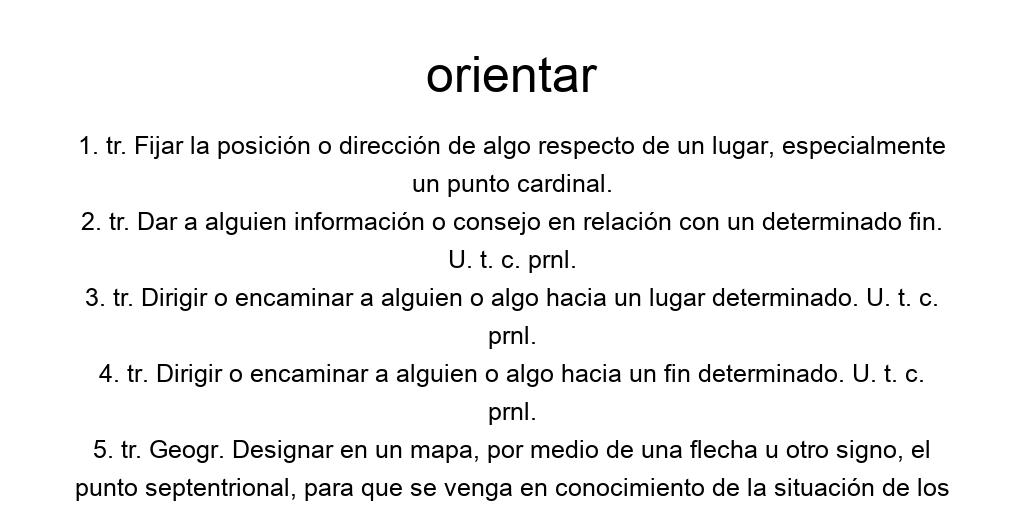 orientar
1. tr. Fijar la posición o dirección de algo respecto de un lugar, especialmente
un punto cardinal.
2. tr. Dar a alguien información o consejo en relación con un determinado fin.
U. t. c. prnl.
3. tr. Dirigir o encaminar a alguien o algo hacia un lugar determinado. U. t. c.
prnl.
4. tr. Dirigir o encaminar a alguien o algo hacia un fin determinado. U. t. c.
prnl.
5. tr. Geogr. Designar en un mapa, por medio de una flecha u otro signo, el
punto septentrional, para que se venga en conocimiento de la situación de los